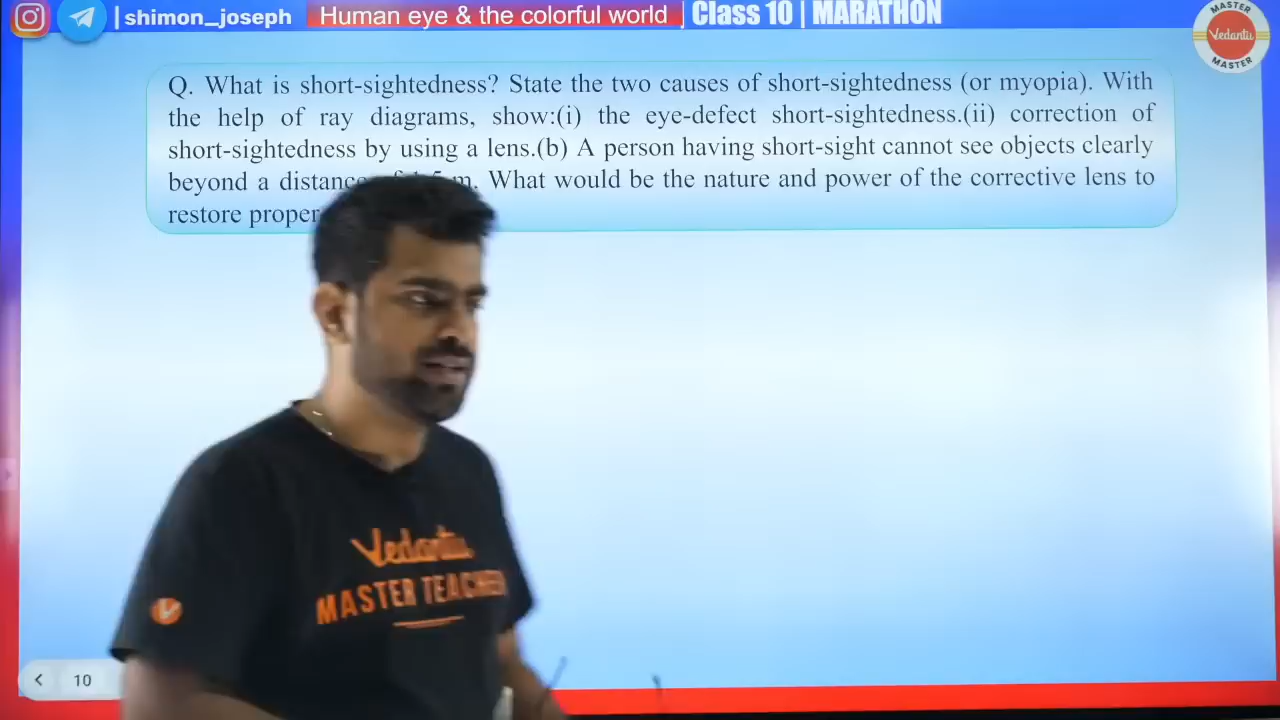 | shimon_joseph Human eye & the colorful world | Class 10 | MARATHON
MASTER
Vedantu
MASTER
Q. What is short-sightedness? State the two causes of short-sightedness (or myopia). With
the help of ray diagrams, show:(i) the eye-defect short-sightedness.(ii) correction of
short-sightedness by using a lens.(b) A person having short-sight cannot see objects clearly
beyond a distance m. What would be the nature and power of the corrective lens to
restore proper
Vedantu
MASTER TEACHER
10